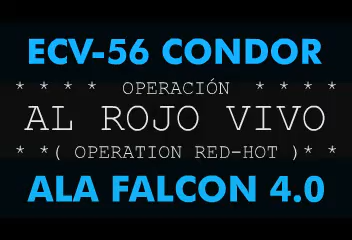 ECV-56 CONDOR
* * * * OPERACIÓN * * * *
AL ROJO VIVO
* *( OPERATION RED-HOT )* *
ALA FALCON 4.0